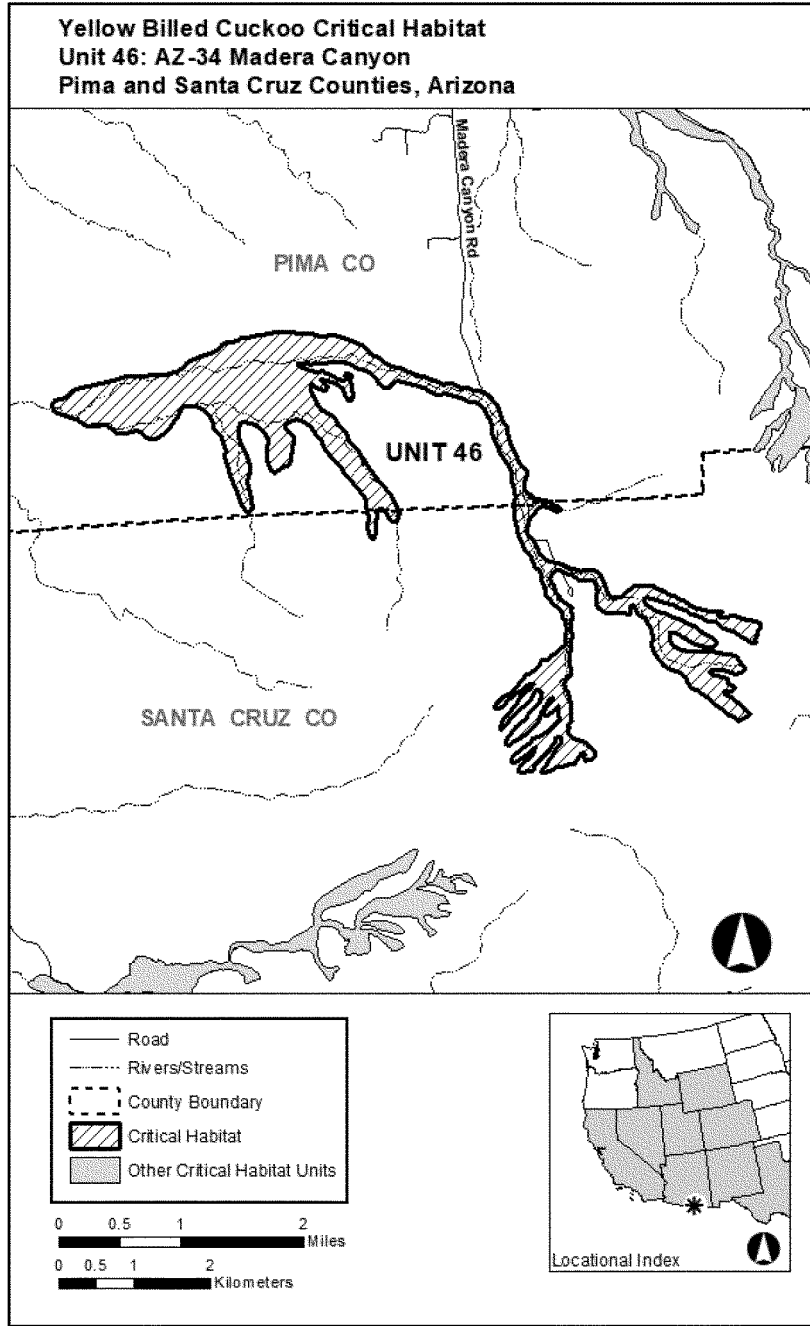 Yellow Billed Cuckoo Critical Habitat
Unit 46: AZ-34 Madera Canyon
Pima and Santa Cruz Counties, Arizona
Madera Canyon Rd
PIMA CO
UNIT 46
SANTA CRUZ CO
Road
Rivers/Streams
County Boundary
Critical Habitat
Other Critical Habitat Units
0 0.5 1 2
Miles
0 0.5 1 2
Kilometers
Locational Index